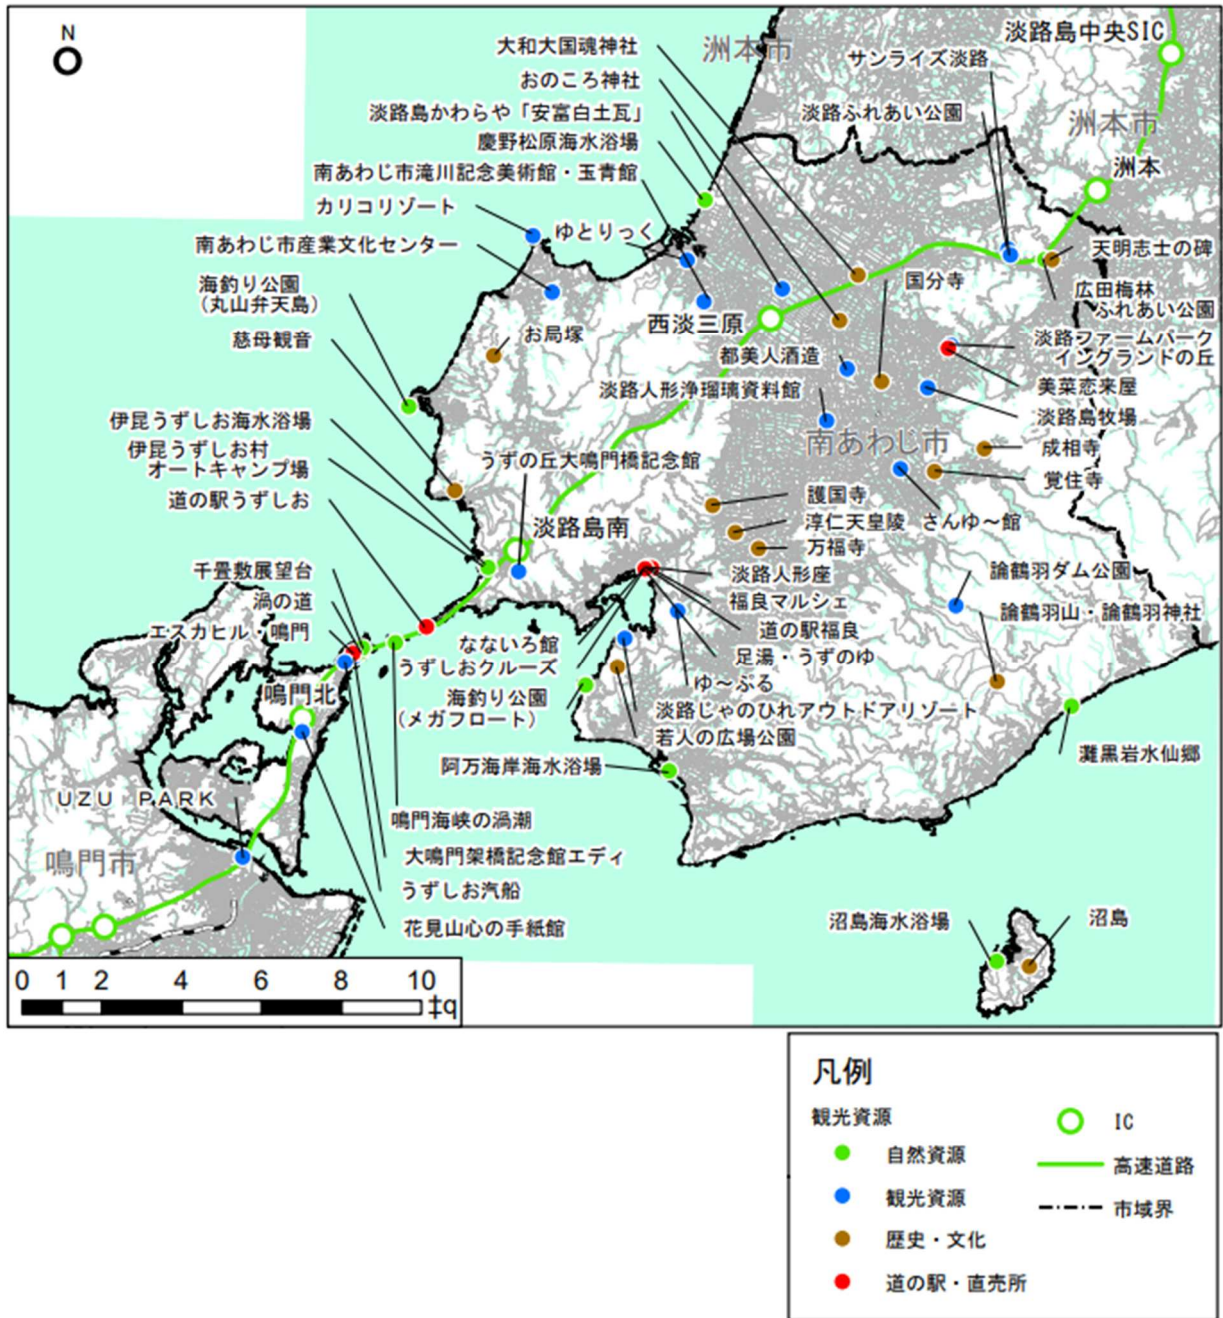 N
大和大国魂神社
おのころ神社
淡路島かわらや「安富白土瓦」
慶野松原海水浴場
南あわじ市滝川記念美術館・玉青館
カリコリゾート
ゆとりっく
南あわじ市産業文化センター
海釣り公園
(丸山弁天島)
慈母観音
お局塚
伊毘うずしお海水浴場
伊毘うずしお村
オートキャンプ場
道の駅うずしお
千畳敷展望台
渦の道
エスカヒル・鳴門
洲本市
淡路島中央SIC
サンライズ淡路
淡路ふれあい公園
洲本市
洲本
天明志士の碑
広田梅林
ふれあい公園
国分寺
西淡三原
都美人酒造
淡路ファームパーク
イングランドの丘
淡路人形浄瑠璃資料館
美菜恋来屋
淡路島牧場
南あわじ市
成相寺
うずの丘大鳴門橋記念館
覚住寺
護国寺
淳仁天皇陵
さんゆ~館
淡路島南
万福寺
淡路人形座
論鶴羽ダム公園
福良マルシェ
論鶴羽山・論鶴羽神社
道の駅福良
なないろ館
うずしおクルーズ
足湯・うずのゆ
ゆ~ぷる
海釣り公園
(メガフロート)
淡路じゃのひれアウトドアリゾート
若人の広場公園
阿万海岸海水浴場
灘黒岩水仙郷
鳴門北
UZU PARK
鳴門海峡の渦潮
鳴門市
大鳴門架橋記念館エディ
うずしお汽船
花見山心の手紙館
沼島海水浴場
沼島
0 1 2 4 6 8 10
‡q
凡例
観光資源
自然資源
観光資源
歴史・文化
道の駅・直売所
IC
高速道路
市域界